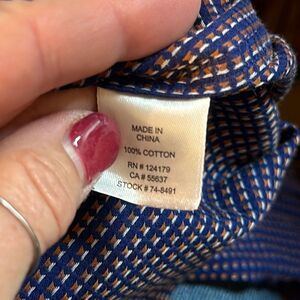 MADE IN
CHINA
100% COTTON
RN # 124179
CA # 55637
STOCK # 74-8491